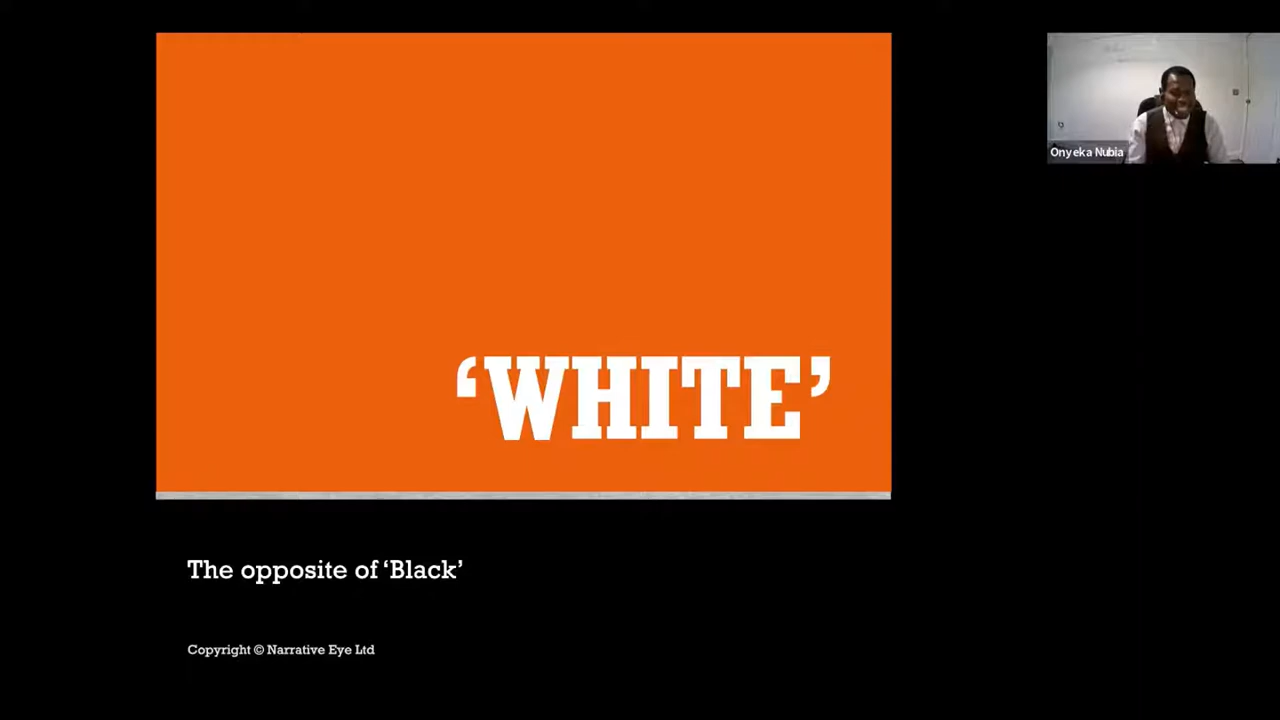 ‘WHITE’
Onyeka Nubia
The opposite of ‘Black’
Copyright © Narrative Eye Ltd